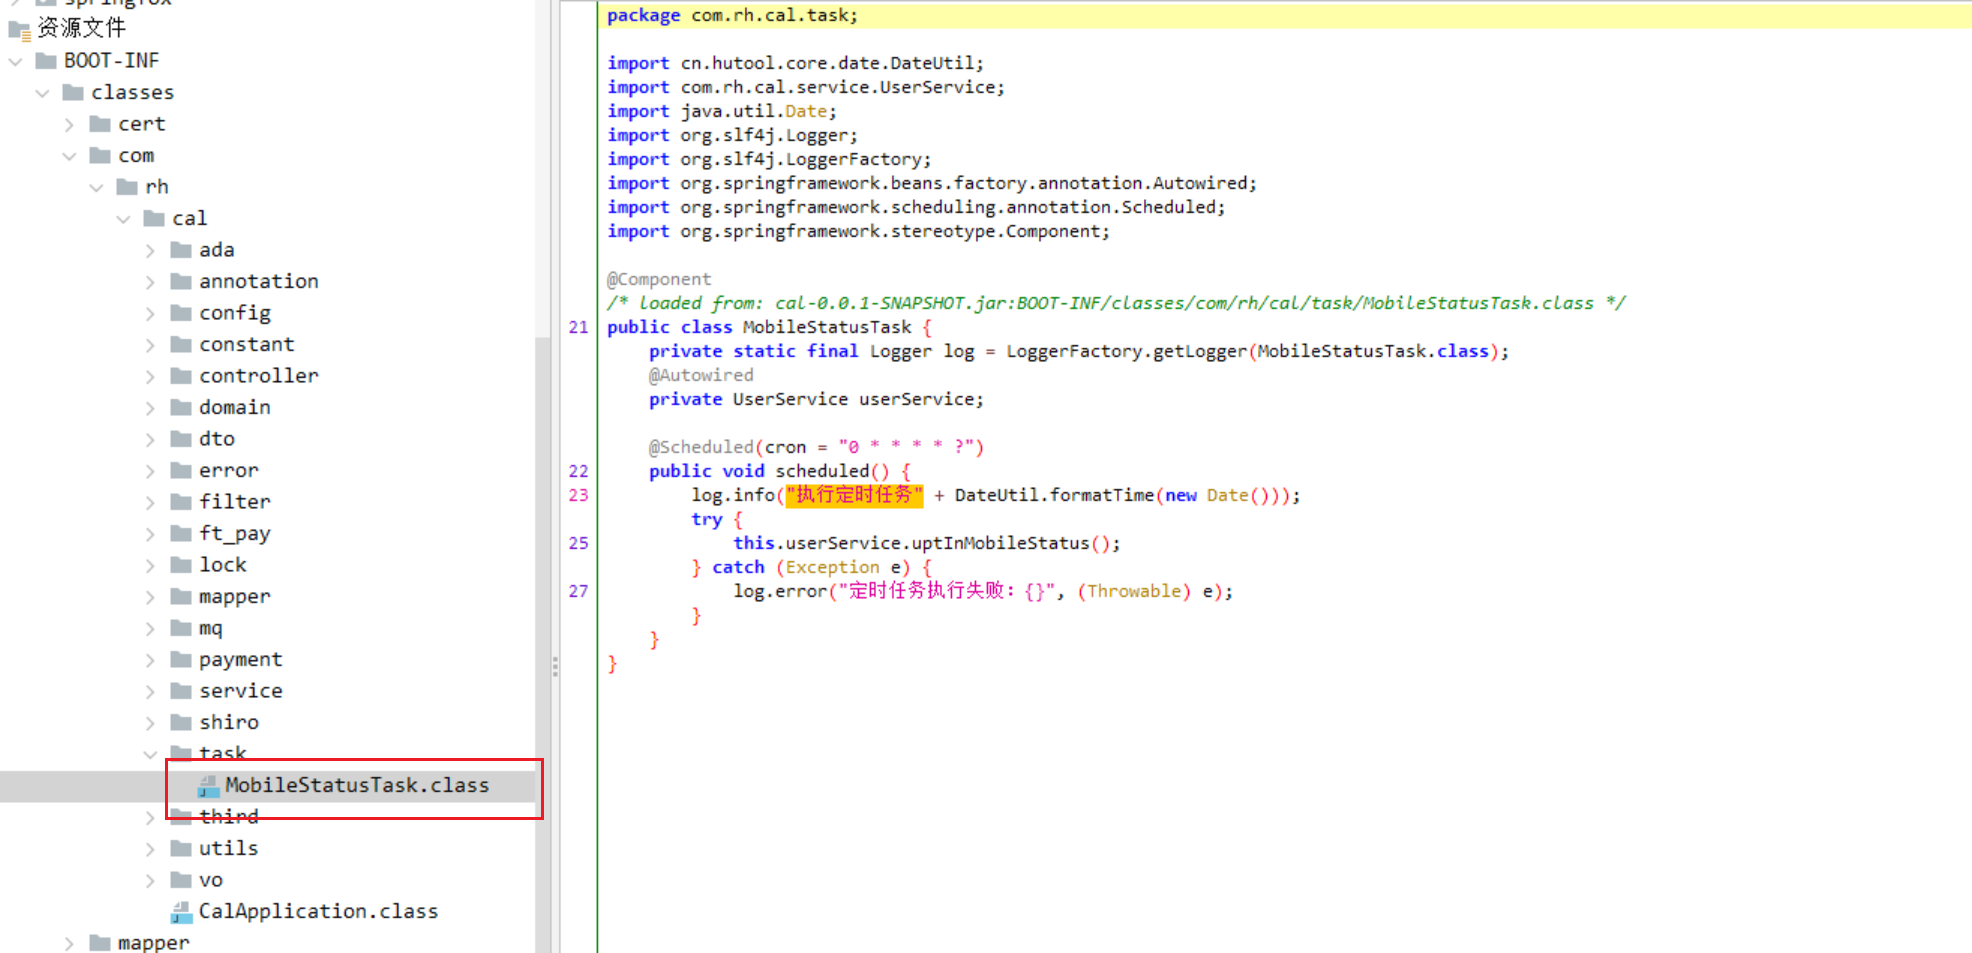 springfox
资源文件
BOOT-INF
classes
cert
com
rh
cal
ada
annotation
config
constant
controller
domain
dto
error
filter
ft_pay
lock
mapper
mq
payment
service
shiro
task
MobileStatusTask.class
third
utils
vo
CalApplication.class
mapper
package com.rh.cal.task;
import cn.hutool.core.date.DateUtil;
import com.rh.cal.service.UserService;
import java.util.Date;
import org.slf4j.Logger;
import org.slf4j.LoggerFactory;
import org.springframework.beans.factory.annotation.Autowired;
import org.springframework.scheduling.annotation.Scheduled;
import org.springframework.stereotype.Component;
@Component
/* loaded from: cal-0.0.1-SNAPSHOT.jar:BOOT-INF/classes/com/rh/cal/task/MobileStatusTask.class */
21 public class MobileStatusTask {
private static final Logger log = LoggerFactory.getLogger(MobileStatusTask.class);
@Autowired
private UserService userService;
@Scheduled(cron = "0 * * * * ?")
22 public void scheduled() {
23 log.info("执行定时任务" + DateUtil.formatTime(new Date()));
try {
25 this.userService.uptInMobileStatus();
} catch (Exception e) {
27 log.error("定时任务执行失败: {}", (Throwable) e);
}
}
}